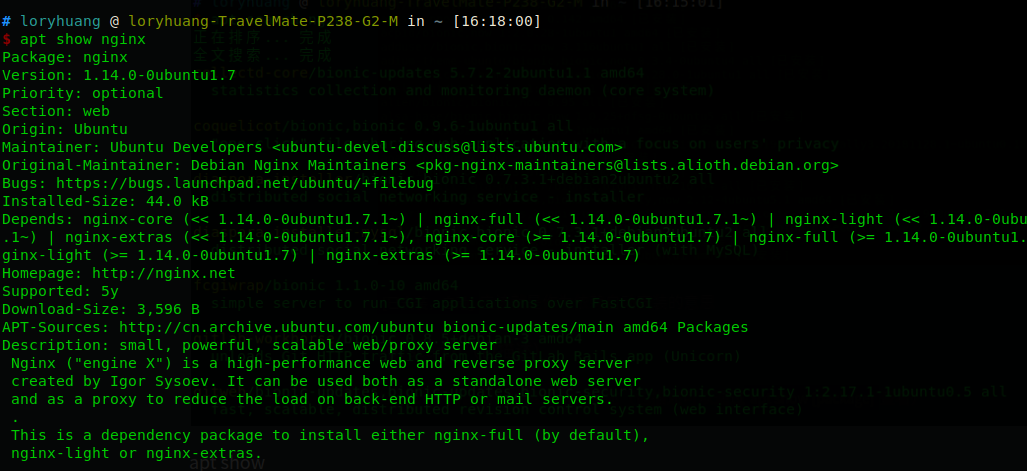 # loryhuang @ loryhuang-TravelMate-P238-G2-M in ~ [16:18:00]
$ apt show nginx
Package: nginx
Version: 1.14.0-0ubuntu1.7
Priority: optional
Section: web
Origin: Ubuntu
Maintainer: Ubuntu Developers <ubuntu-devel-discuss@lists.ubuntu.com>
Original-Maintainer: Debian Nginx Maintainers <pkg-nginx-maintainers@lists.alioth.debian.org>
Bugs: https://bugs.launchpad.net/ubuntu/+filebug
Installed-Size: 44.0 kB
Depends: nginx-core (<< 1.14.0-0ubuntu1.7.1~) | nginx-full (<< 1.14.0-0ubuntu1.7.1~) | nginx-light (<< 1.14.0-0ubu
.1~) | nginx-extras (<< 1.14.0-0ubuntu1.7.1~), nginx-core (>= 1.14.0-0ubuntu1.7) | nginx-full (>= 1.14.0-0ubuntu1.
ginx-light (>= 1.14.0-0ubuntu1.7) | nginx-extras (>= 1.14.0-0ubuntu1.7)
Homepage: http://nginx.net
Supported: 5y
Download-Size: 3,596 B
APT-Sources: http://cn.archive.ubuntu.com/ubuntu bionic-updates/main amd64 Packages
Description: small, powerful, scalable web/proxy server
Nginx ("engine X") is a high-performance web and reverse proxy server
created by Igor Sysoev. It can be used both as a standalone web server
and as a proxy to reduce the load on back-end HTTP or mail servers.
.
This is a dependency package to install either nginx-full (by default),
nginx-light or nginx-extras.
apt show